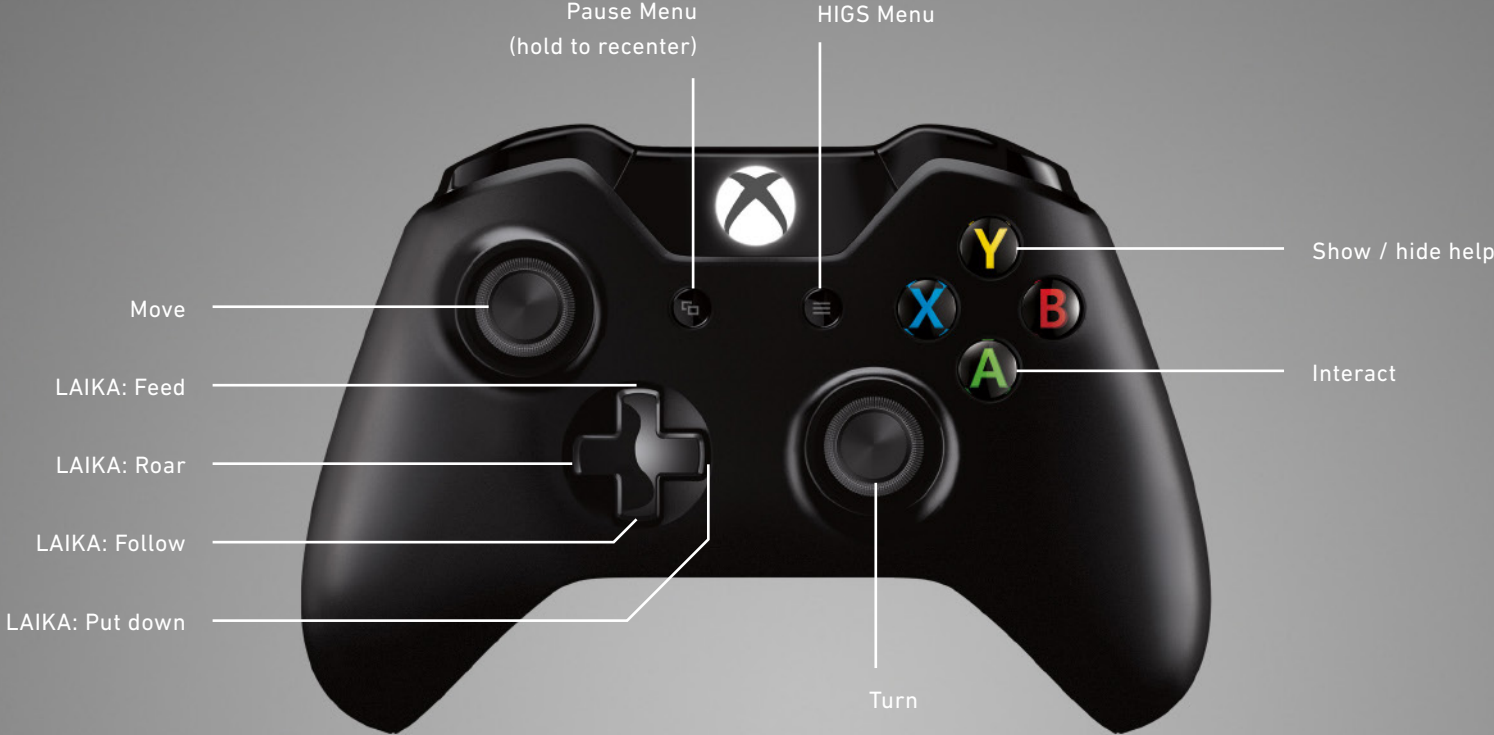 Pause Menu
(hold to recenter)
HIGS Menu
Y
Show / hide help
X
B
Move
A
Interact
LAIKA: Feed
LAIKA: Roar
LAIKA: Follow
LAIKA: Put down
Turn